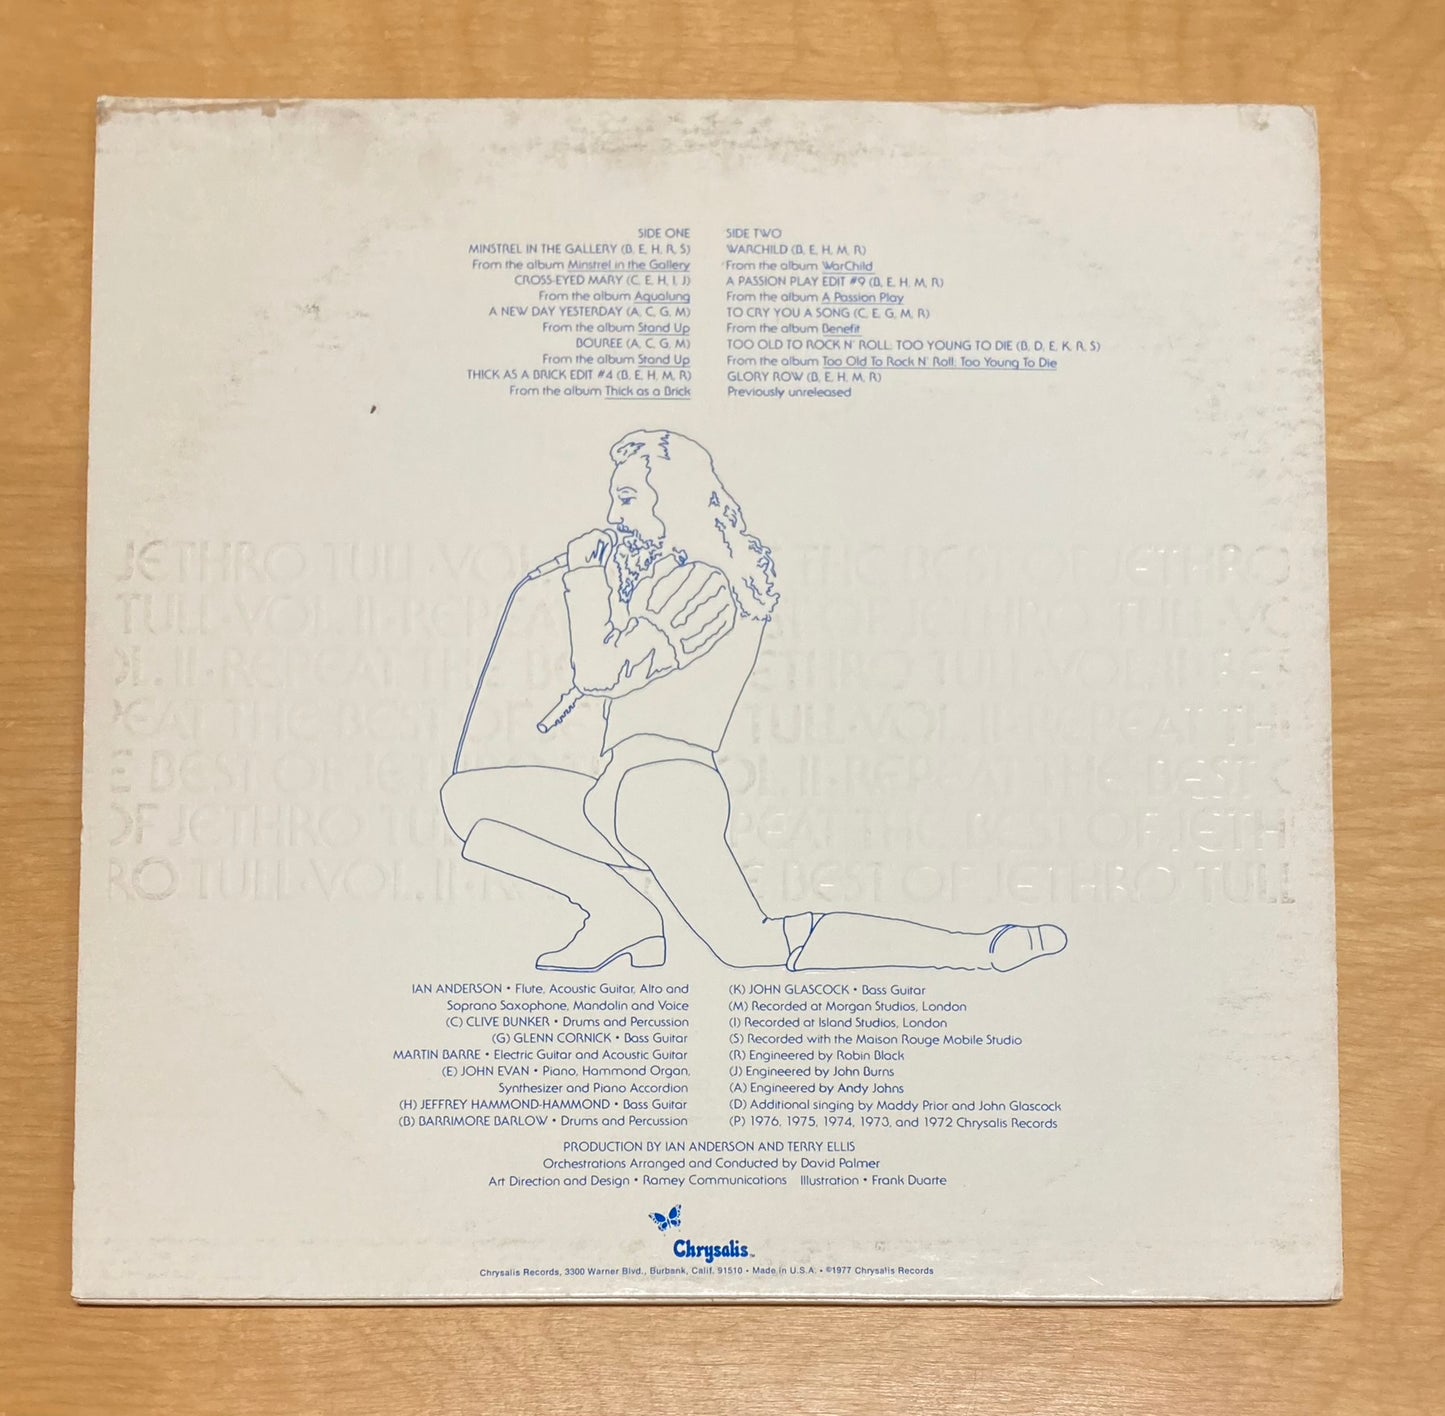 SIDE ONE
MINSTREL IN THE GALLERY (B, E, H, R, S)
From the album Minstrel in the Gallery
CROSS-EYED MARY (C, E, H, I, J)
From the album Aqualung
A NEW DAY YESTERDAY (A, C, G, M)
From the album Stand Up
BOUREE (A, C, G, M)
From the album Stand Up
THICK AS A BRICK EDIT #4 (B, E, H, M, R)
From the album Thick as a Brick
SIDE TWO
WARCHILD (B, E, H, M, R)
From the album WarChild
A PASSION PLAY EDIT #9 (B, E, H, M, R)
From the album A Passion Play
TO CRY YOU A SONG (C, E, G, M, R)
From the album Benefit
TOO OLD TO ROCK N' ROLL: TOO YOUNG TO DIE (B, D, E, K, R, S)
From the album Too Old To Rock N' Roll: Too Young To Die
GLORY ROW (B, E, H, M, R)
Previously unreleased
JETHRO TULL·VOL. THE BEST JETHRO
TULL·VOL. II·REPEAT OF JETHRO TULL·VO
OL. II·REPEAT THE B JETHRO TULL·VOL. II·RE
PEAT THE BEST OF JE TULL·VOL. II·REPEAT TH
E BEST OF JETH OL. II·REPEAT THE BEST O
OF JETHRO TU PEAT THE BEST OF JETH
RO TULL·VOL. II·R E BEST OF JETHRO TULL
IAN ANDERSON • Flute, Acoustic Guitar, Alto and
Soprano Saxophone, Mandolin and Voice
(C) CLIVE BUNKER • Drums and Percussion
(G) GLENN CORNICK • Bass Guitar
MARTIN BARRE • Electric Guitar and Acoustic Guitar
(E) JOHN EVAN • Piano, Hammond Organ,
Synthesizer and Piano Accordion
(H) JEFFREY HAMMOND-HAMMOND • Bass Guitar
(B) BARRIMORE BARLOW • Drums and Percussion
(K) JOHN GLASCOCK • Bass Guitar
(M) Recorded at Morgan Studios, London
(I) Recorded at Island Studios, London
(S) Recorded with the Maison Rouge Mobile Studio
(R) Engineered by Robin Black
(J) Engineered by John Burns
(A) Engineered by Andy Johns
(D) Additional singing by Maddy Prior and John Glascock
(P) 1976, 1975, 1974, 1973, and 1972 Chrysalis Records
PRODUCTION BY IAN ANDERSON AND TERRY ELLIS
Orchestrations Arranged and Conducted by David Palmer
Art Direction and Design • Ramey Communications Illustration • Frank Duarte
Chrysalis™
Chrysalis Records, 3300 Warner Blvd., Burbank, Calif. 91510 • Made in U.S.A. • ©1977 Chrysalis Records